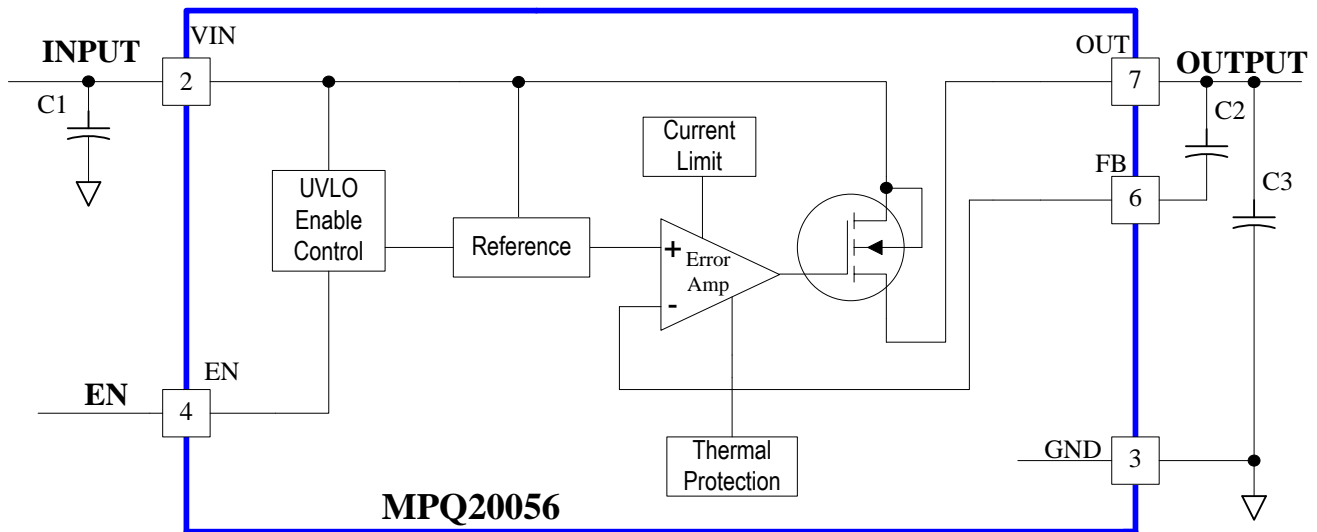 VIN
INPUT
2
C1
OUT
7
OUTPUT
C2
FB
6
C3
Current
Limit
UVLO
Enable
Control
Reference
+
Error
Amp
-
EN
EN
4
Thermal
Protection
GND
3
MPQ20056